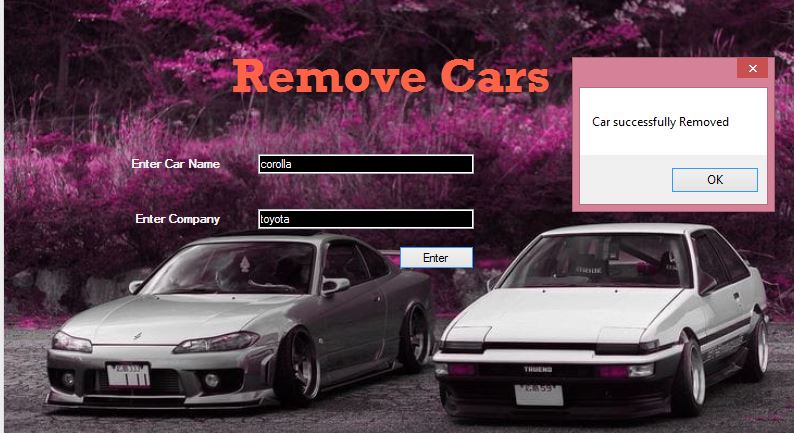 Remove Cars
Car successfully Removed
OK
Enter Car Name
corolla
Enter Company
toyota
Enter
TRUENO